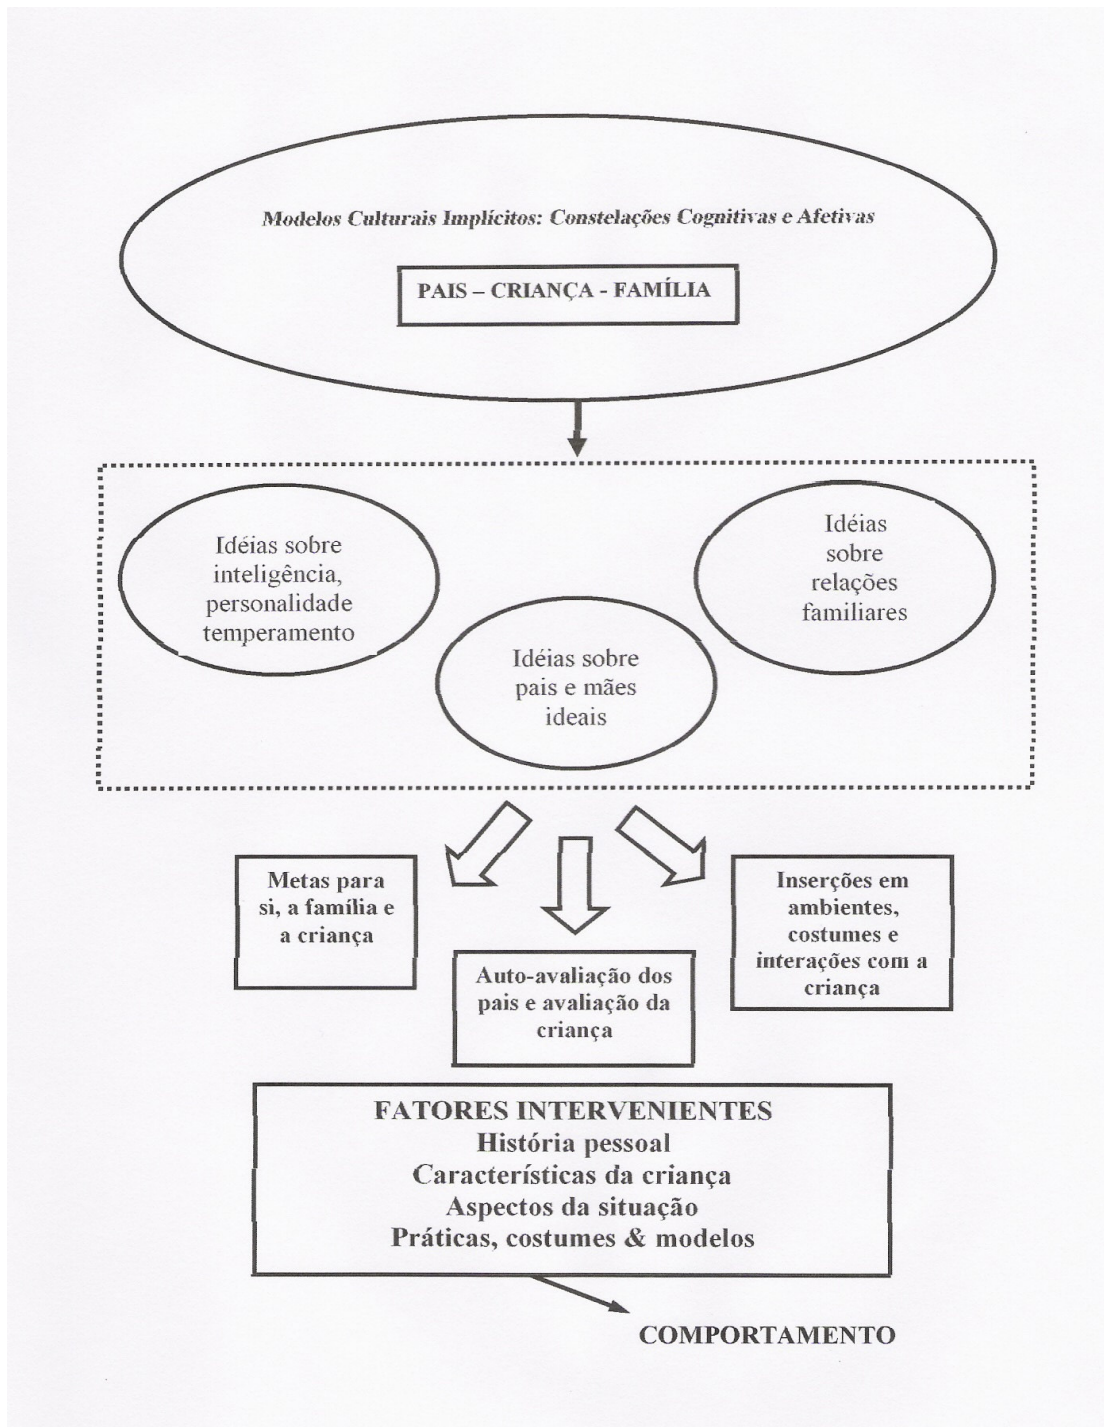 Modelos Culturais Implícitos: Constelações Cognitivas e Afetivas
PAIS – CRIANÇA - FAMÍLIA
Idéias sobre
inteligência,
personalidade
temperamento
Idéias sobre
pais e mães
ideais
Idéias
sobre
relações
familiares
Metas para
si, a família e
a criança
Auto-avaliação dos
pais e avaliação da
criança
Inserções em
ambientes,
costumes e
interações com a
criança
FATORES INTERVENIENTES
História pessoal
Características da criança
Aspectos da situação
Práticas, costumes & modelos
COMPORTAMENTO